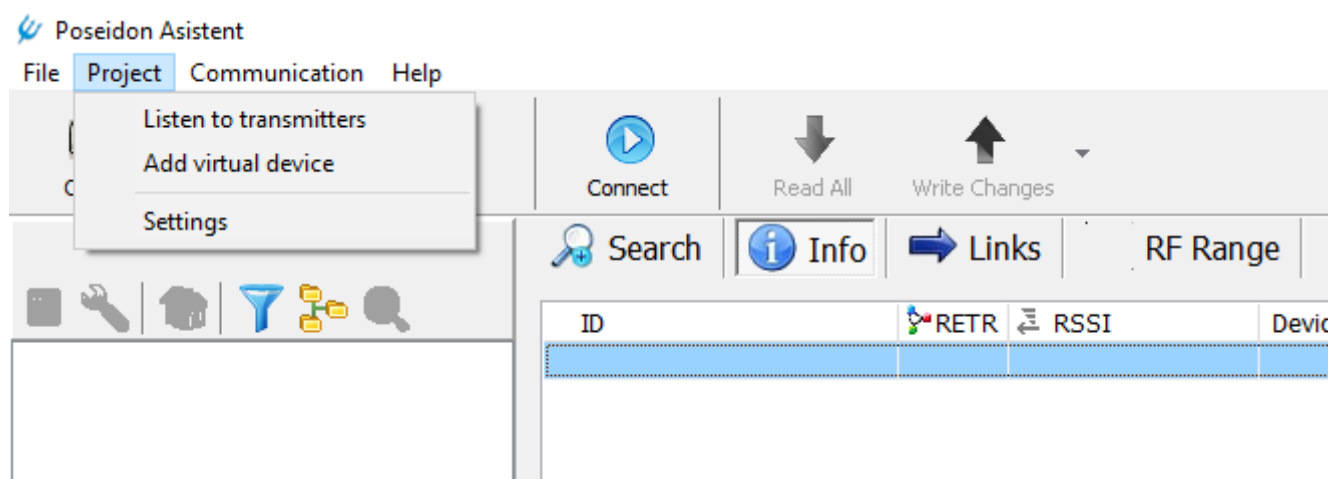 Poseidon Asistent
File Project Communication Help
Listen to transmitters
Add virtual device
Settings
Connect Read All Write Changes
Search Info Links RF Range
ID RETR RSSI